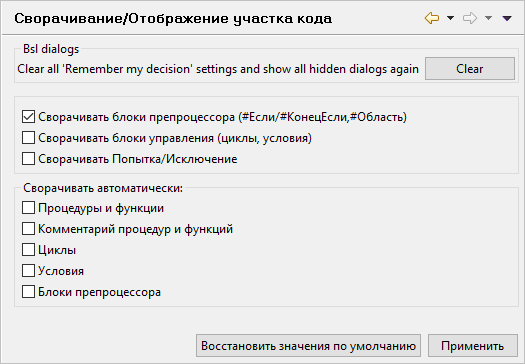 Сворачивание/Отображение участка кода
Bsl dialogs
Clear all 'Remember my decision' settings and show all hidden dialogs again
Clear
Сворачивать блоки препроцессора (#Если/#КонецЕсли,#Область)
Сворачивать блоки управления (циклы, условия)
Сворачивать Попытка/Исключение
Сворачивать автоматически:
Процедуры и функции
Комментарий процедур и функций
Циклы
Условия
Блоки препроцессора
Восстановить значения по умолчанию
Применить